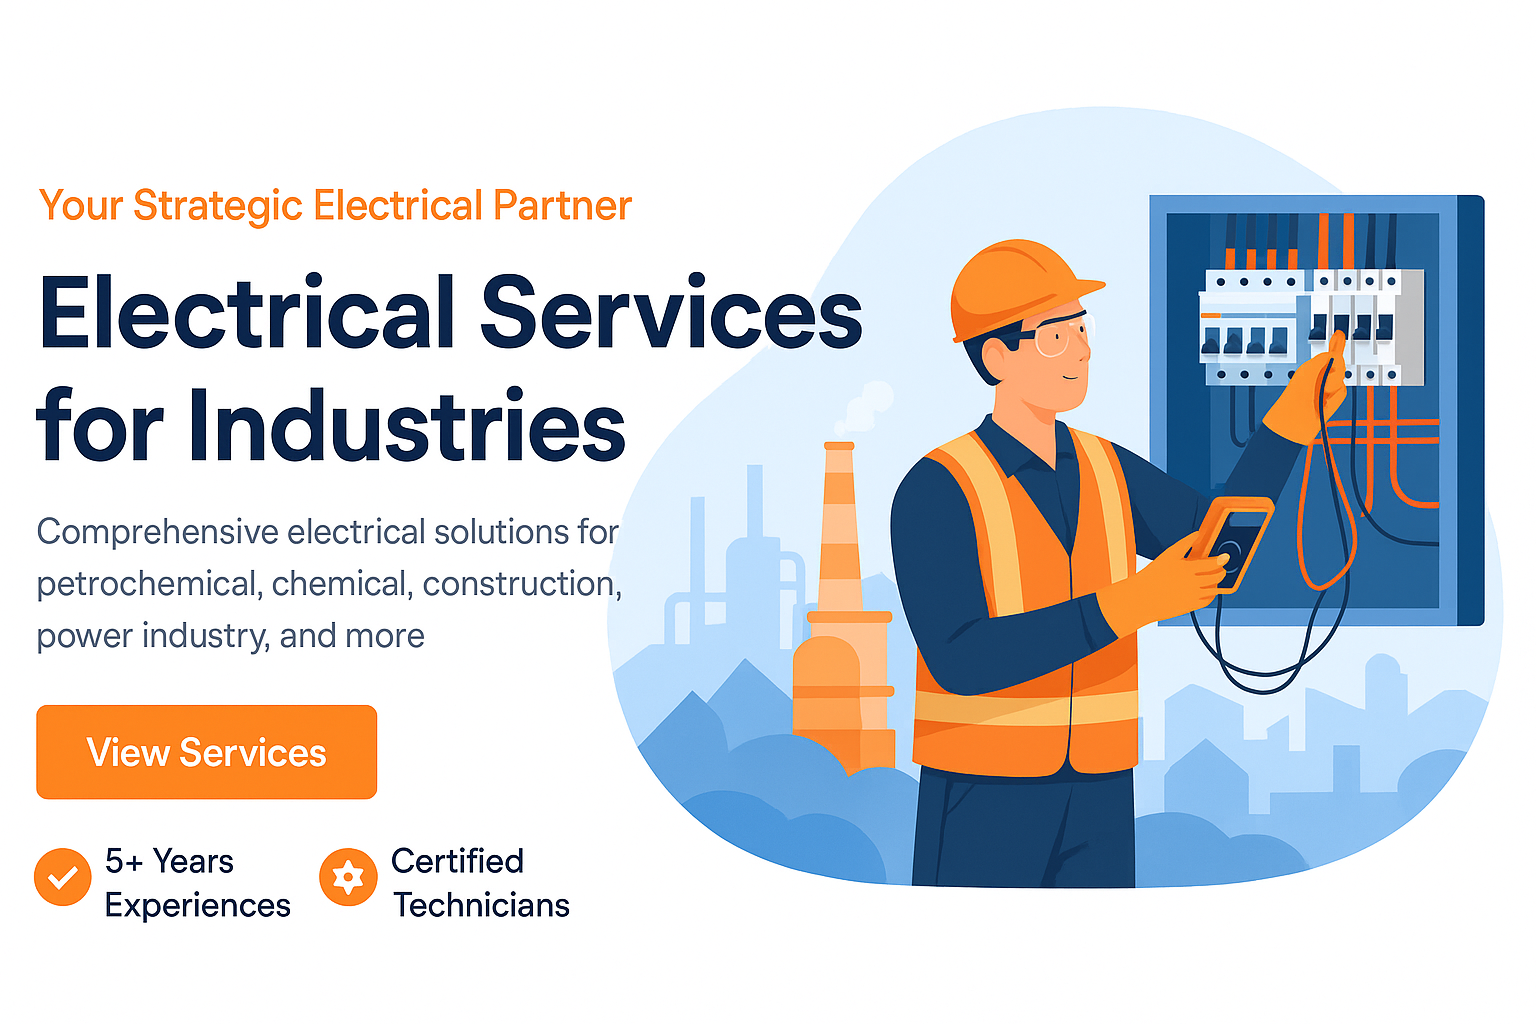 Your Strategic Electrical Partner
Electrical Services
for Industries
Comprehensive electrical solutions for
petrochemical, chemical, construction,
power industry, and more
View Services
5+ Years
Experiences
Certified
Technicians